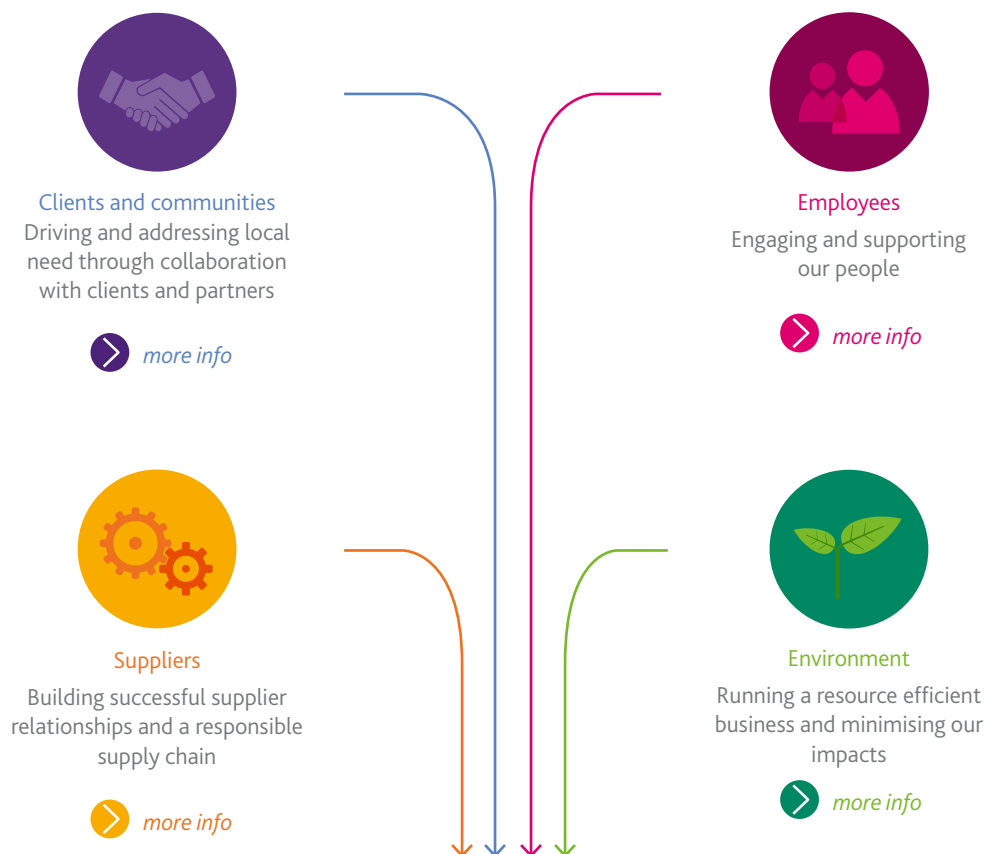 Clients and communities
Driving and addressing local
need through collaboration
with clients and partners
more info
Employees
Engaging and supporting
our people
more info
Suppliers
Building successful supplier
relationships and a responsible
supply chain
more info
Environment
Running a resource efficient
business and minimising our
impacts
more info